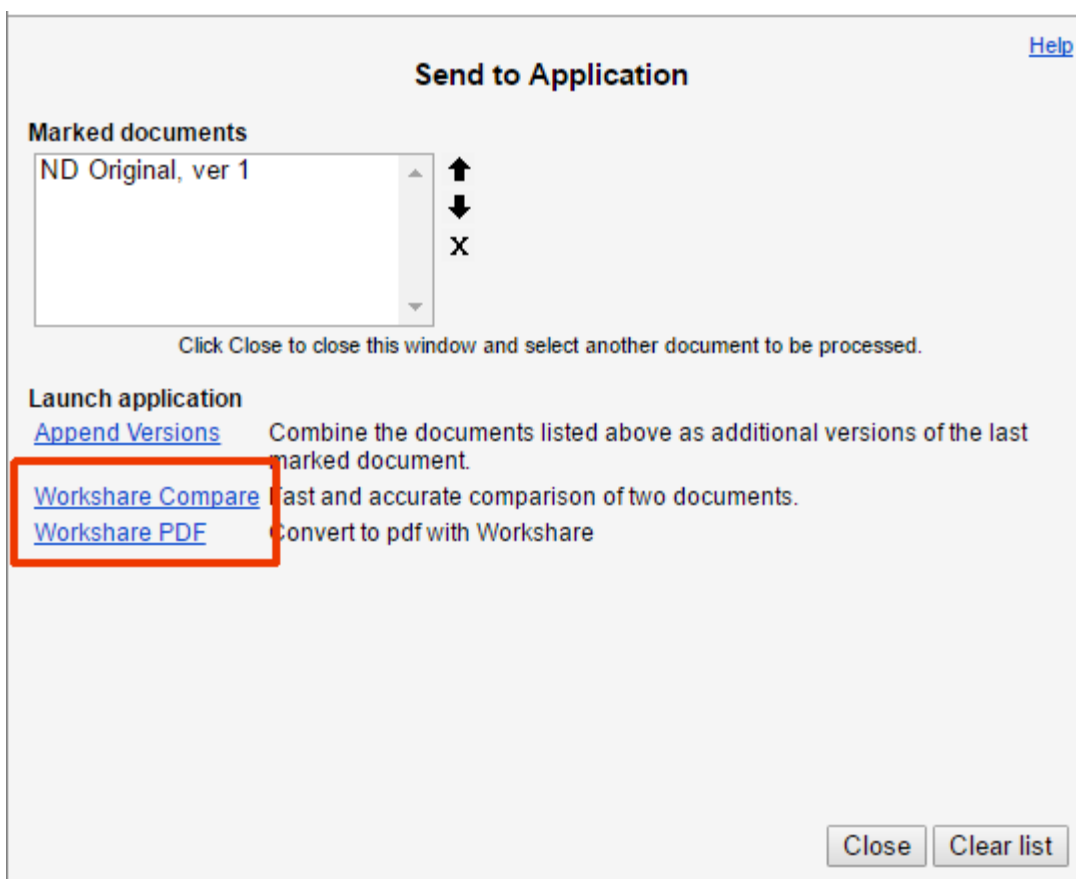 Help
Send to Application
Marked documents
ND Original, ver 1
X
Click Close to close this window and select another document to be processed.
Launch application
Append Versions Combine the documents listed above as additional versions of the last
marked document.
Workshare Compare Fast and accurate comparison of two documents.
Workshare PDF Convert to pdf with Workshare
Close Clear list